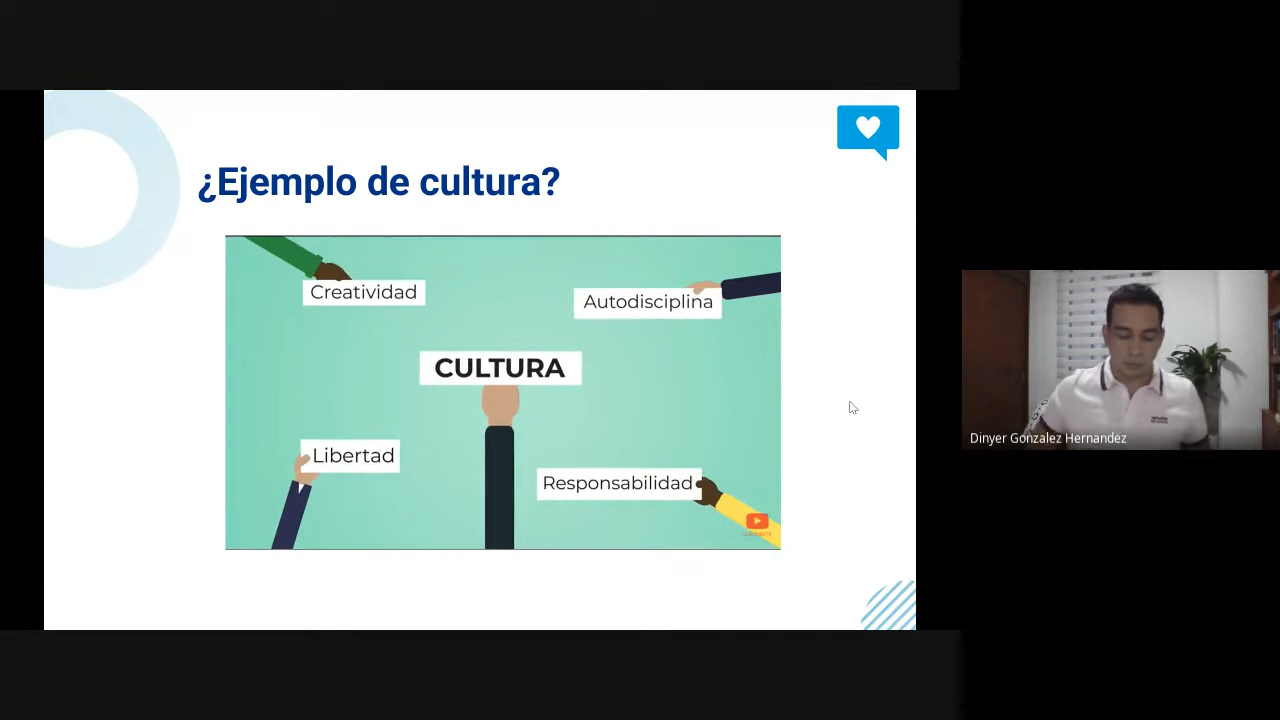 ¿Ejemplo de cultura?
Creatividad
Autodisciplina
CULTURA
Libertad
Responsabilidad
Dinyer Gonzalez Hernandez